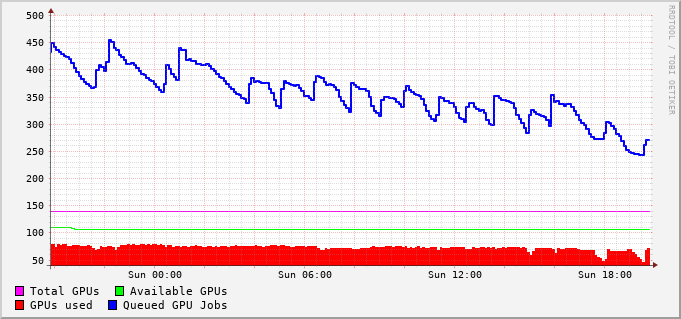 500
450
400
350
300
250
200
150
100
50
Sun 00:00 Sun 06:00 Sun 12:00 Sun 18:00
Total GPUs Available GPUs
GPUs used Queued GPU Jobs
RRDTOOL / TOBI OETIKER